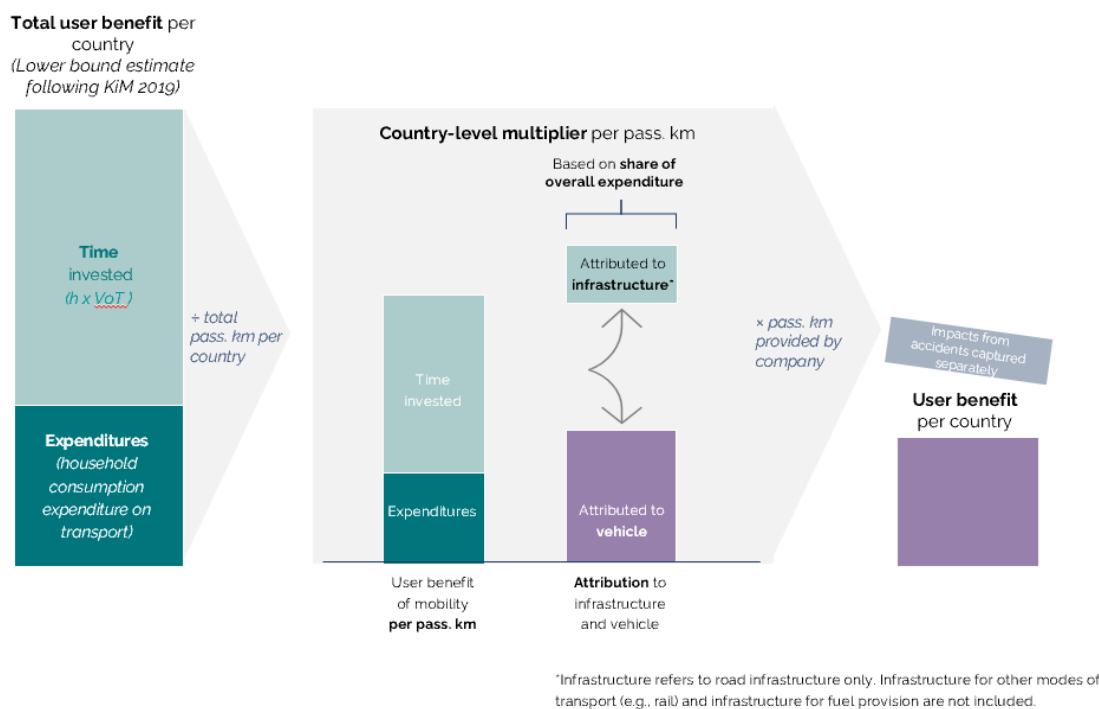 Total user benefit per
country
(Lower bound estimate
following KiM 2019)
Time
invested
(h x VoT )
Expenditures
(household
consumption
expenditure on
transport)
÷ total
pass. km per
country
Country-level multiplier per pass. km
Based on share of
overall expenditure
Attributed to
infrastructure*
Time
invested
Expenditures
Attributed to
vehicle
User benefit
of mobility
per pass. km
Attribution to
infrastructure
and vehicle
× pass. km
provided by
company
Impacts from
accidents captured
separately
User benefit
per country
*Infrastructure refers to road infrastructure only. Infrastructure for other modes of
transport (e.g., rail) and infrastructure for fuel provision are not included.